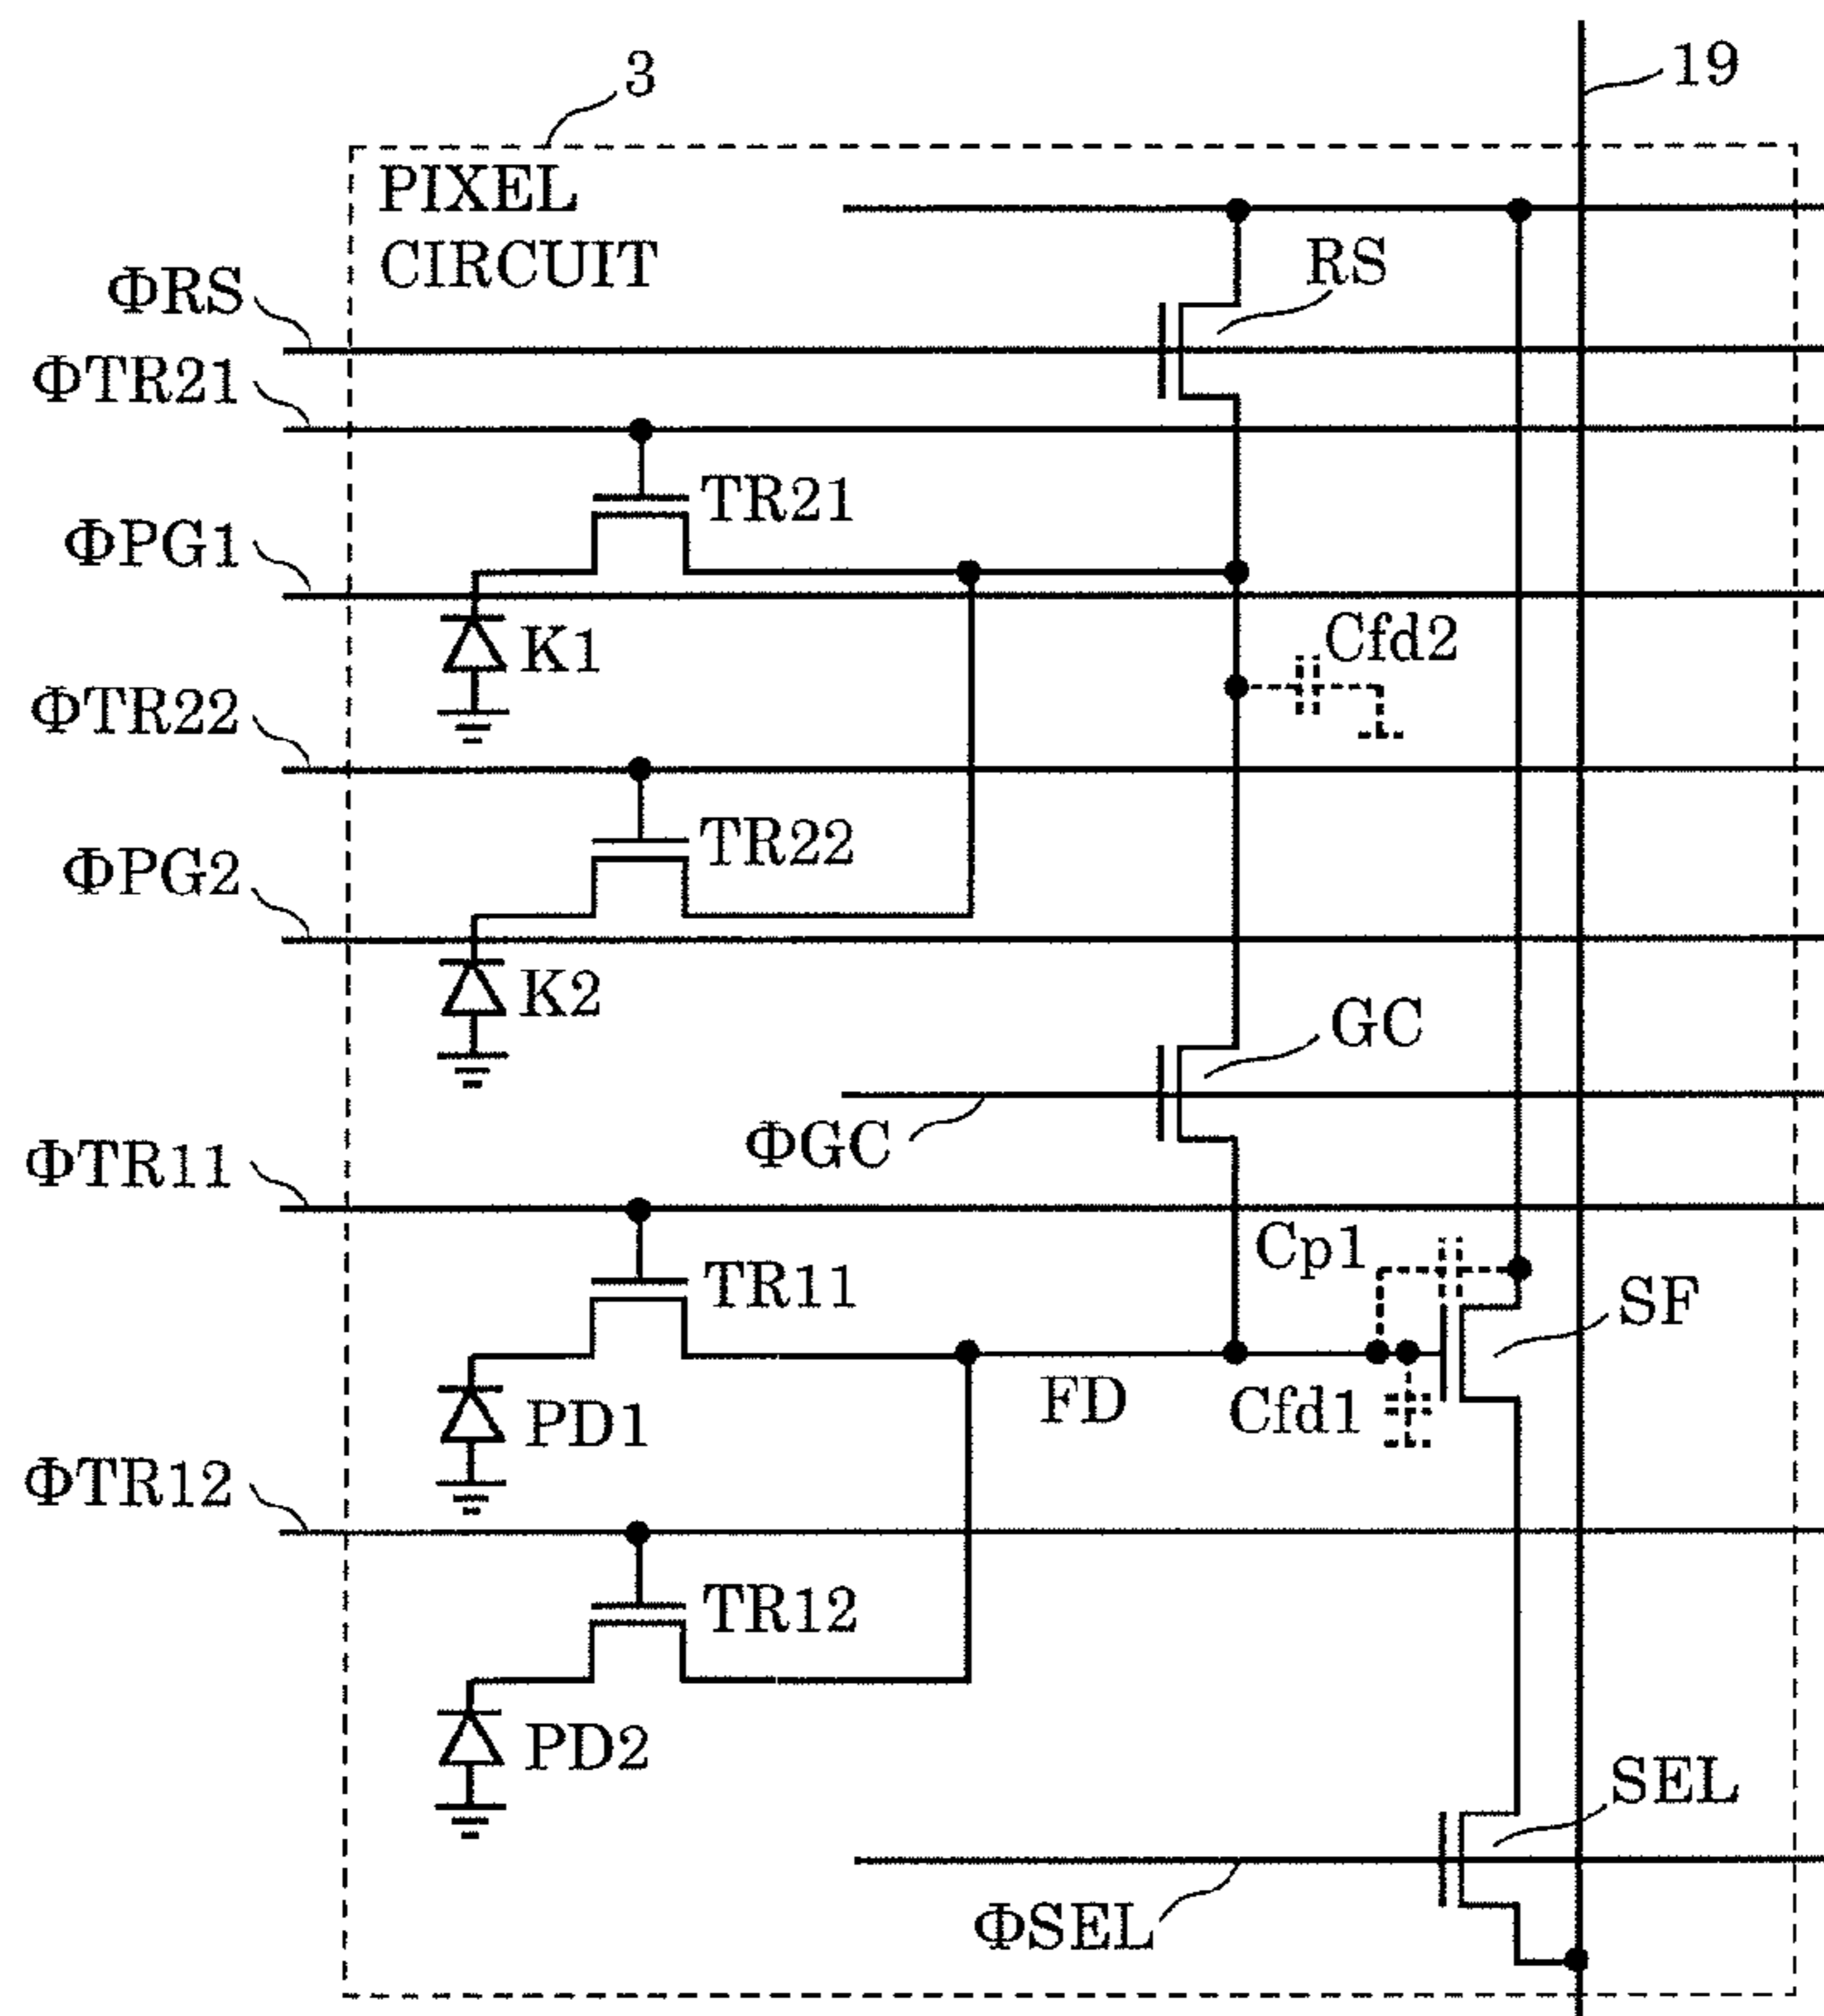 3
19
PIXEL
CIRCUIT
RS
ΦRS
ΦTR21
TR21
ΦPG1
Cfd2
K1
ΦTR22
TR22
ΦPG2
K2
GC
ΦGC
ΦTR11
Cp1
TR11
SF
FD
Cfd1
PD1
ΦTR12
TR12
PD2
SEL
ΦSEL